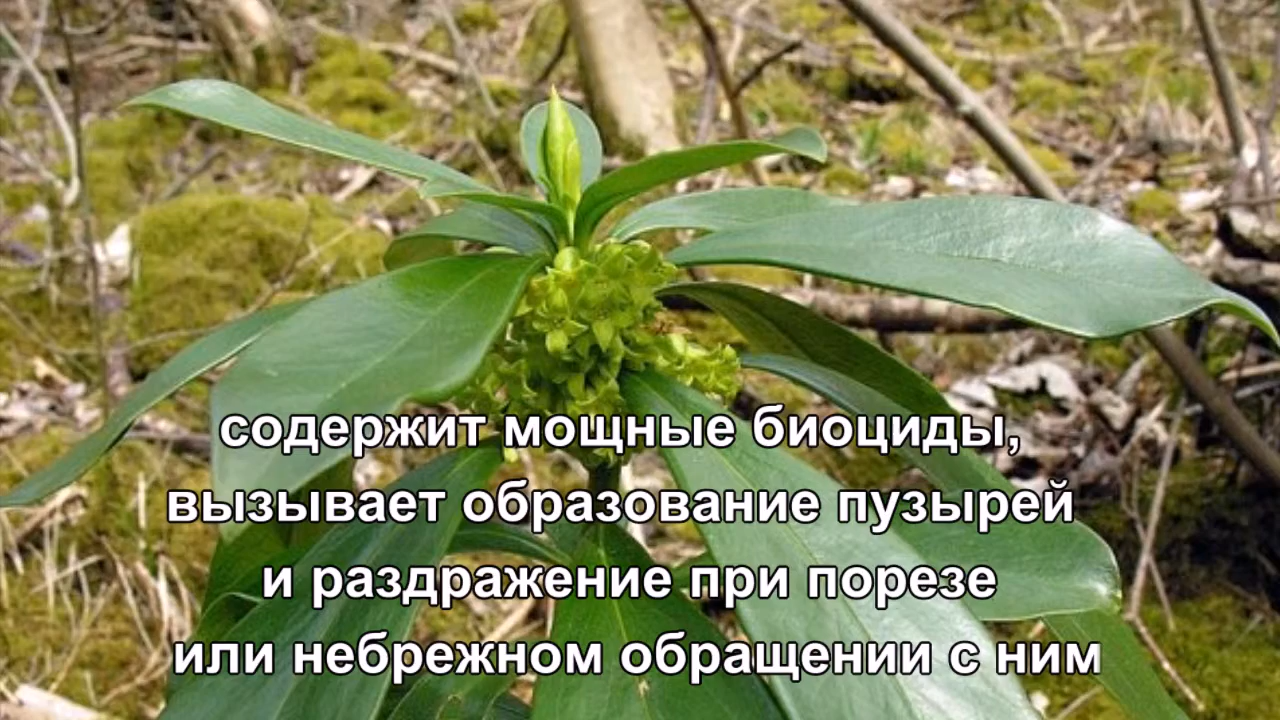 содержит мощные биоциды,
вызывает образование пузырей
и раздражение при порезе
или небрежном обращении с ним